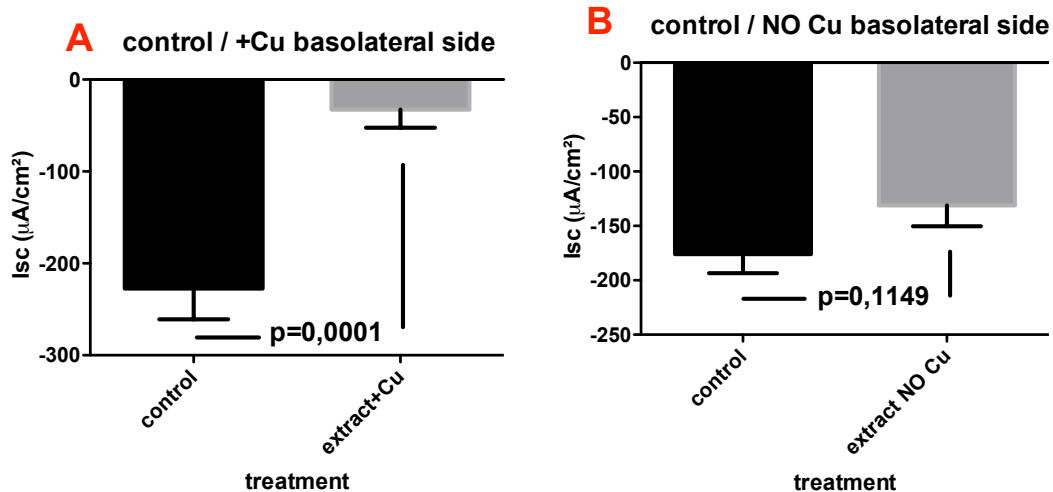 A control / +Cu basolateral side
0
-100
-200
-300
Isc (μA/cm²)
p=0,0001
control
extract+Cu
treatment
B control / NO Cu basolateral side
0
-50
-100
-150
-200
-250
Isc (μA/cm²)
p=0,1149
control
extract NO Cu
treatment